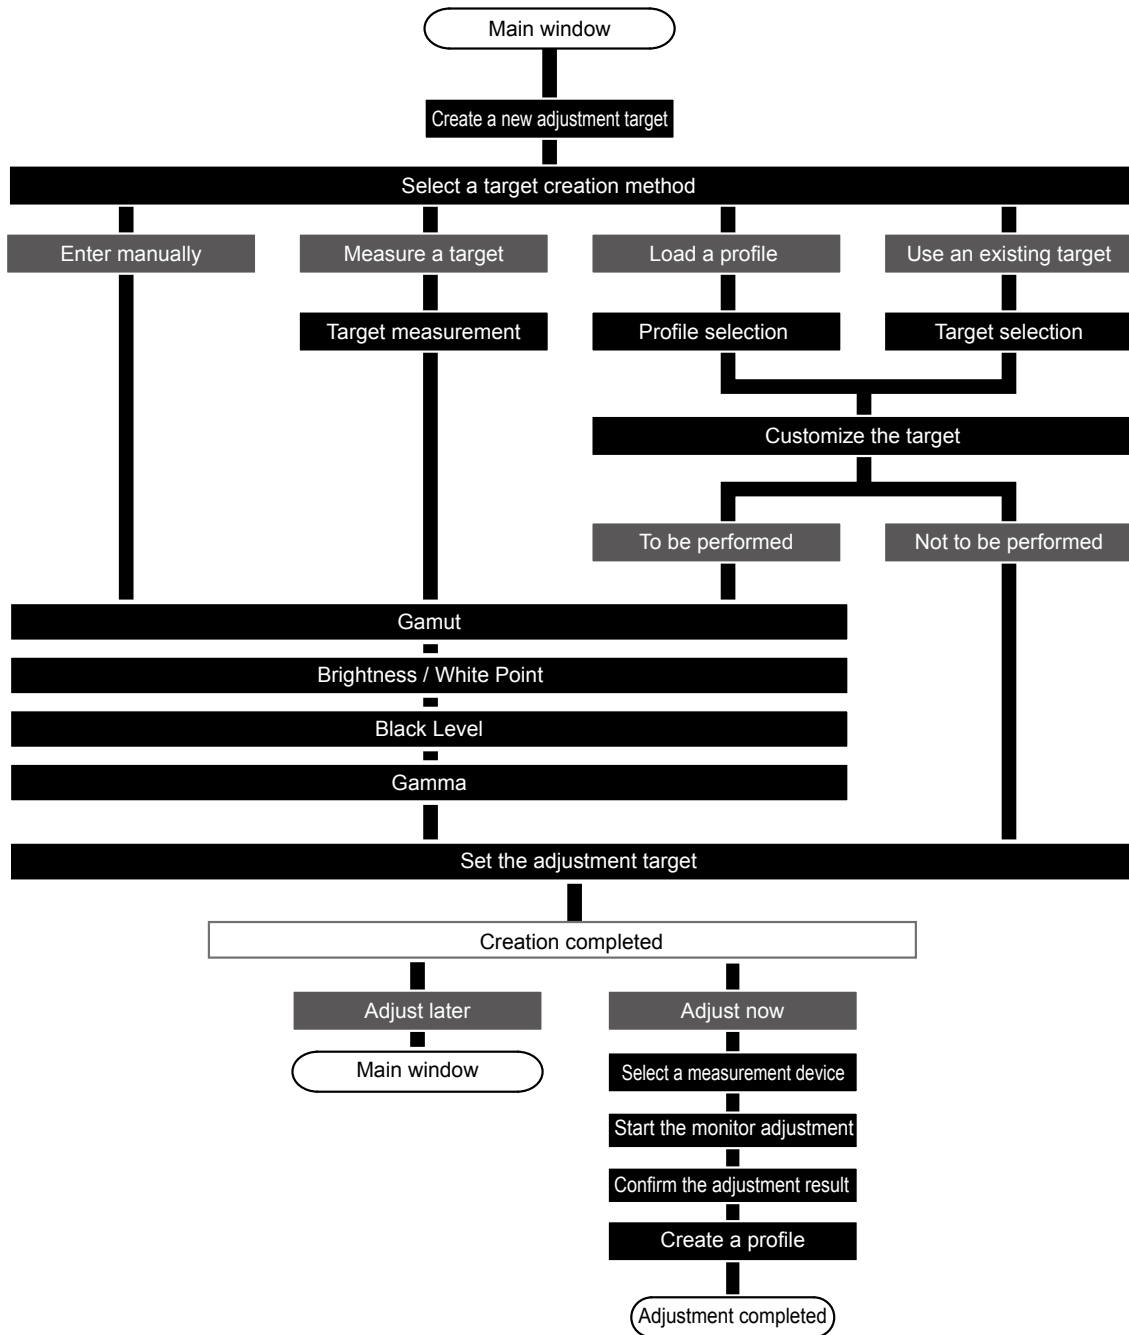 Main window
Create a new adjustment target
Select a target creation method
Enter manually
Measure a target
Load a profile
Use an existing target
Target measurement
Profile selection
Target selection
Customize the target
To be performed
Not to be performed
Gamut
Brightness / White Point
Black Level
Gamma
Set the adjustment target
Creation completed
Adjust later
Adjust now
Main window
Select a measurement device
Start the monitor adjustment
Confirm the adjustment result
Create a profile
Adjustment completed